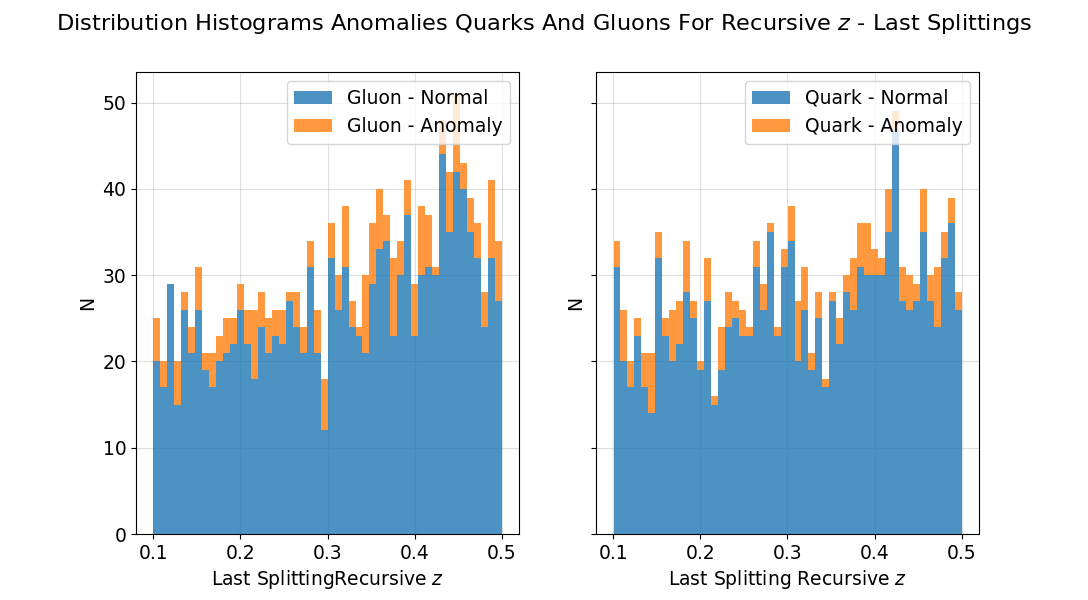 Distribution Histograms Anomalies Quarks And Gluons For Recursive z - Last Splittings
Gluon - Normal
Gluon - Anomaly
Quark - Normal
Quark - Anomaly
50
40
30
20
10
0
N
N
0.1 0.2 0.3 0.4 0.5
0.1 0.2 0.3 0.4 0.5
Last SplittingRecursive z
Last Splitting Recursive z